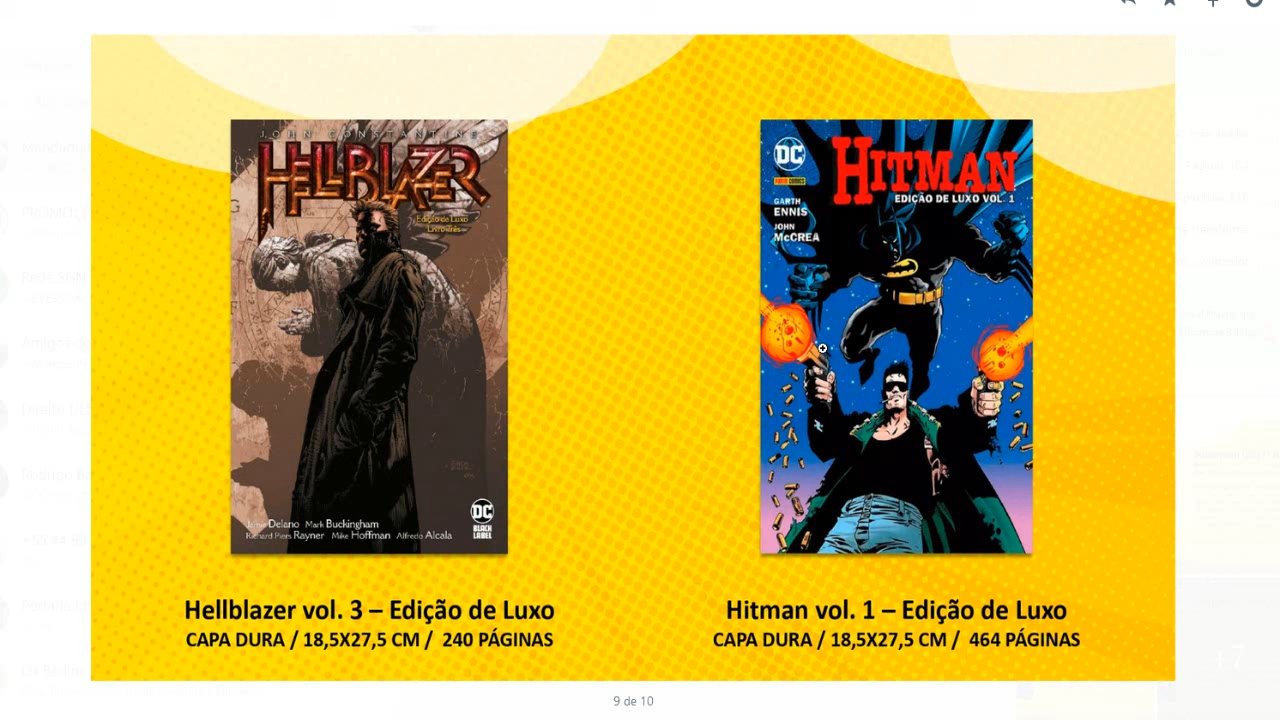 JOHN CONSTANTINE
HELLBLAZER
Edição de Luxo
Livro Três
Jamie Delano Mark Buckingham
Richard Piers Rayner Mike Hoffman Alfredo Alcala
DC
BLACK
LABEL
Hellblazer vol. 3 – Edição de Luxo
CAPA DURA / 18,5X27,5 CM / 240 PÁGINAS
DC
PANINI COMICS
HITMAN
EDIÇÃO DE LUXO VOL. 1
GARTH
ENNIS
JOHN
McCREA
Hitman vol. 1 – Edição de Luxo
CAPA DURA / 18,5X27,5 CM / 464 PÁGINAS
+7
9 de 10